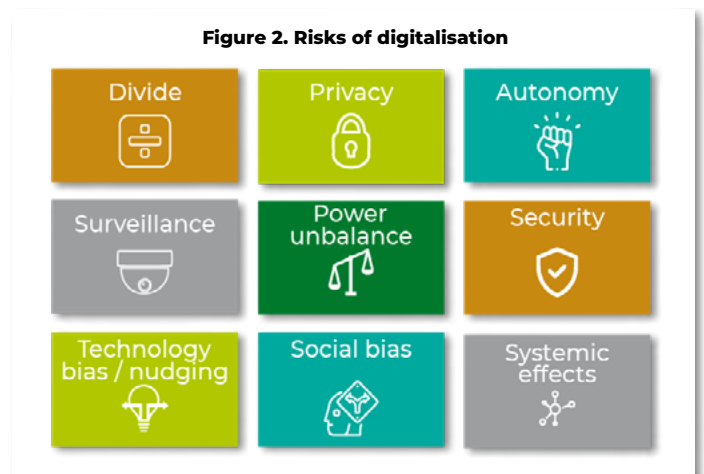 Figure 2. Risks of digitalisation
Divide
Privacy
Autonomy
Surveillance
Power
unbalance
Security
Technology
bias / nudging
Social bias
Systemic
effects